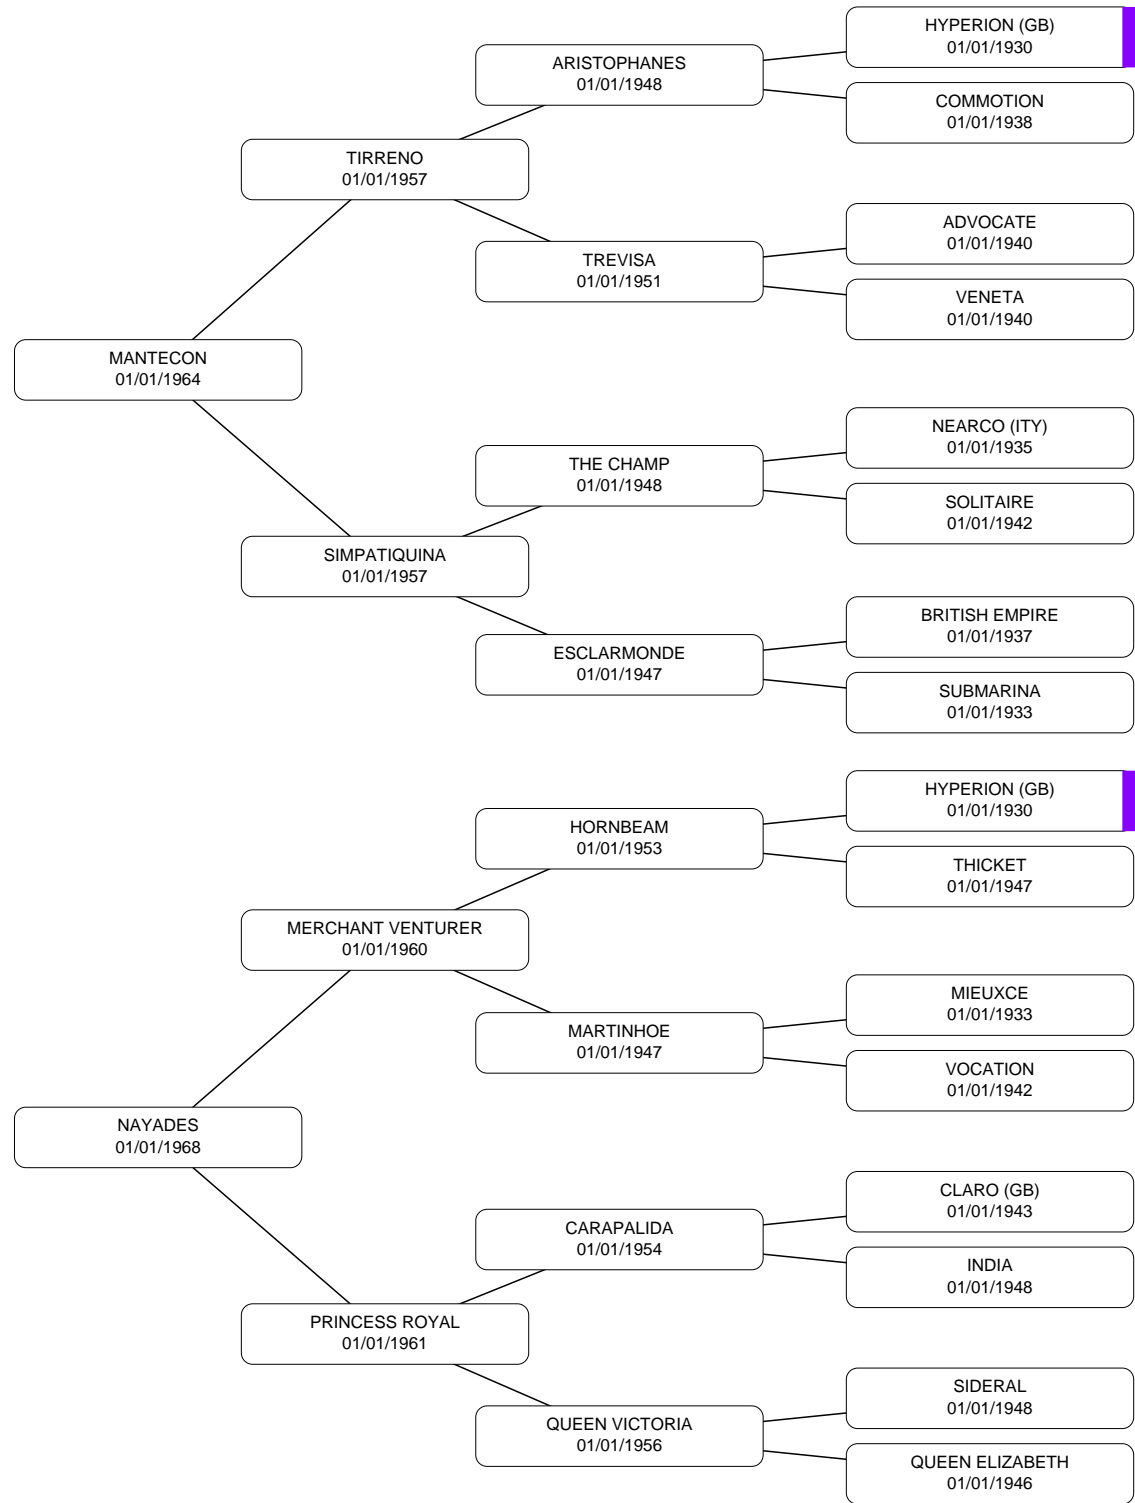 HYPERION (GB)
01/01/1930
ARISTOPHANES
01/01/1948
COMMOTION
01/01/1938
TIRRENO
01/01/1957
ADVOCATE
01/01/1940
TREVISA
01/01/1951
VENETA
01/01/1940
MANTECON
01/01/1964
NEARCO (ITY)
01/01/1935
THE CHAMP
01/01/1948
SOLITAIRE
01/01/1942
SIMPATIQUINA
01/01/1957
BRITISH EMPIRE
01/01/1937
ESCLARMONDE
01/01/1947
SUBMARINA
01/01/1933
HYPERION (GB)
01/01/1930
HORNBEAM
01/01/1953
THICKET
01/01/1947
MERCHANT VENTURER
01/01/1960
MIEUXCE
01/01/1933
MARTINHOE
01/01/1947
VOCATION
01/01/1942
NAYADES
01/01/1968
CLARO (GB)
01/01/1943
CARAPALIDA
01/01/1954
INDIA
01/01/1948
PRINCESS ROYAL
01/01/1961
SIDERAL
01/01/1948
QUEEN VICTORIA
01/01/1956
QUEEN ELIZABETH
01/01/1946